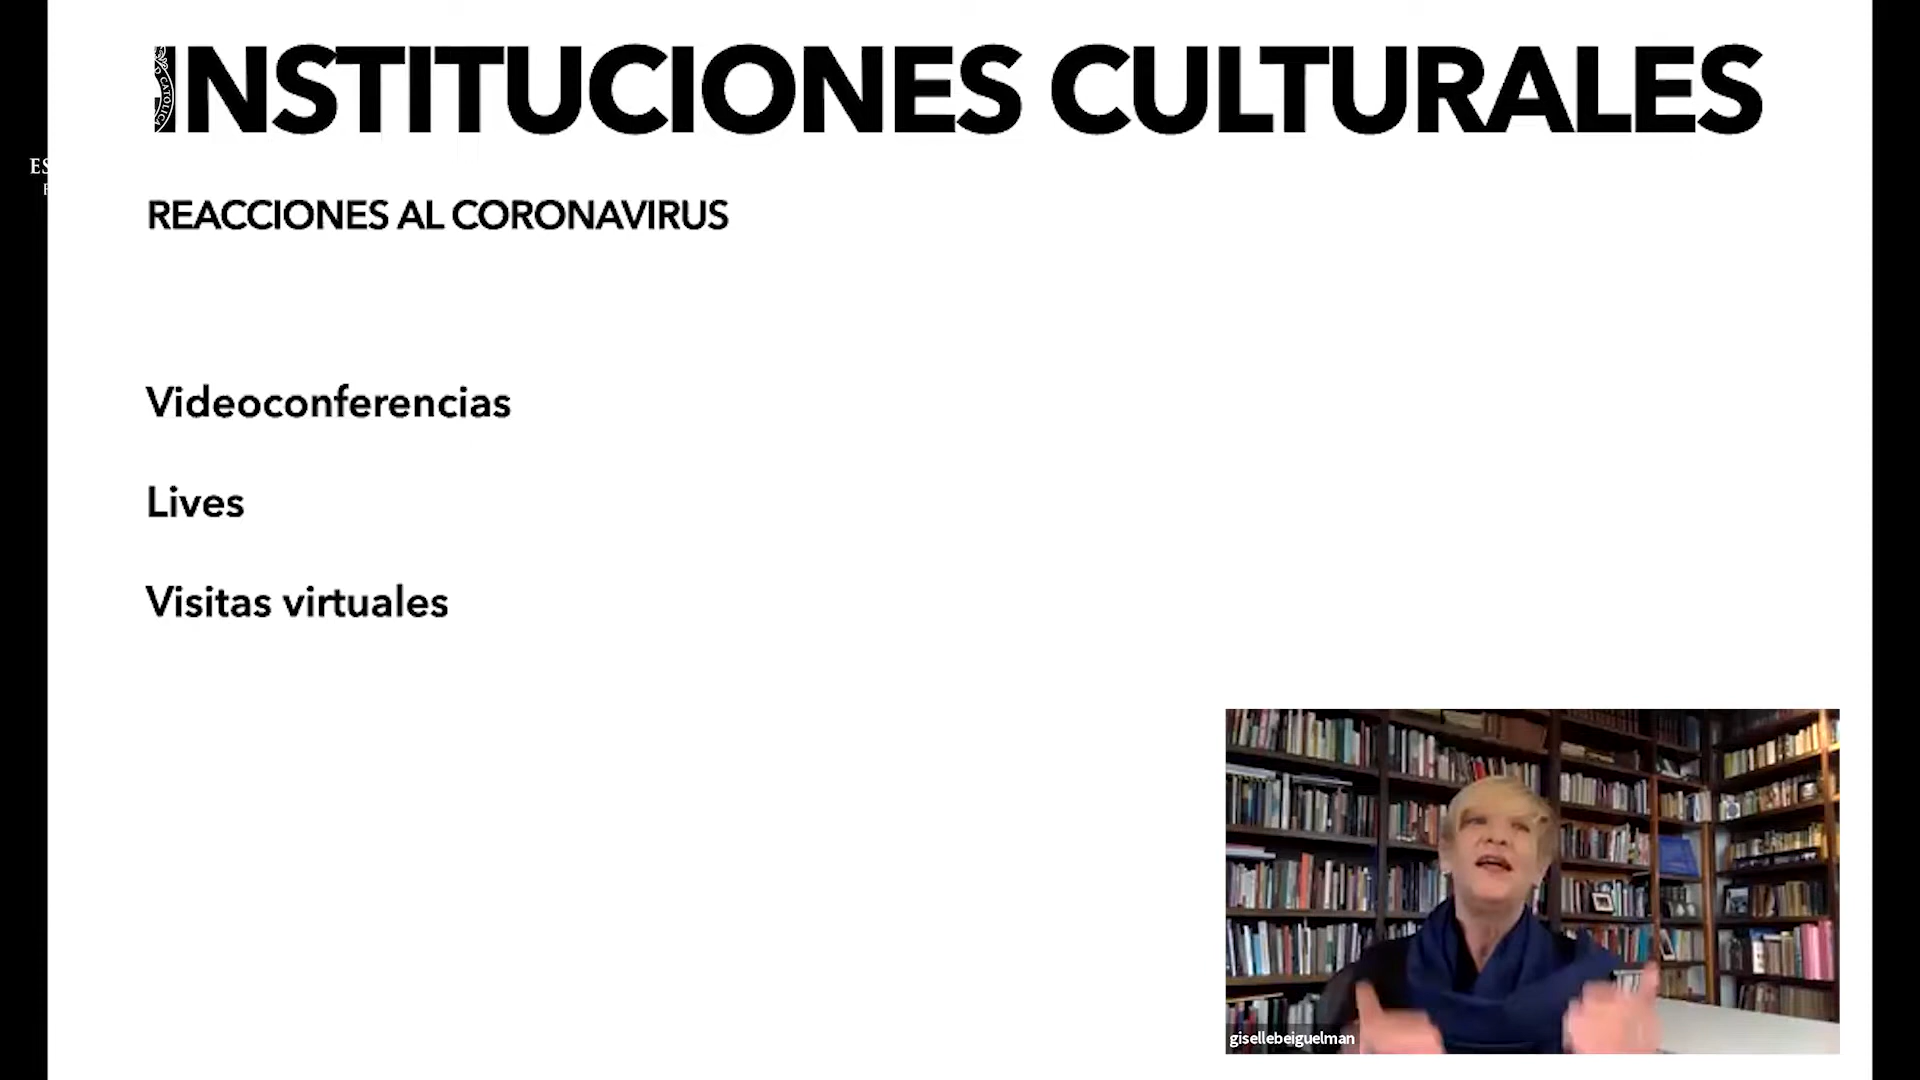 INSTITUCIONES CULTURALES
REACCIONES AL CORONAVIRUS
Videoconferencias
Lives
Visitas virtuales
gisellebeiguelman